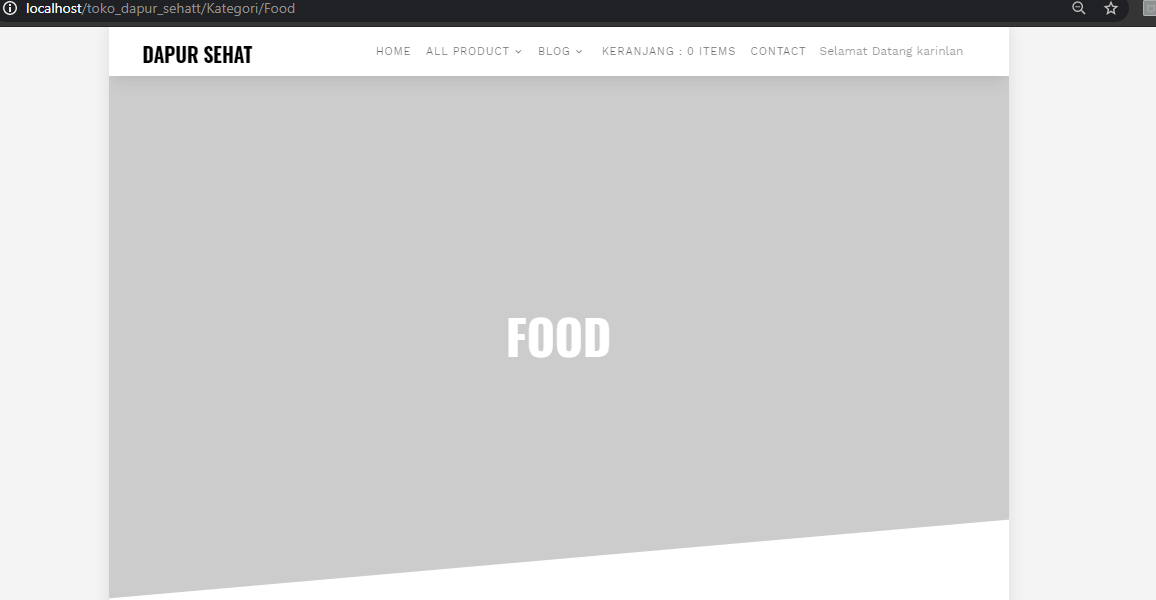 localhost/toko_dapur_sehatt/Kategori/Food
DAPUR SEHAT HOME ALL PRODUCT BLOG KERANJANG : 0 ITEMS CONTACT Selamat Datang karinlan
FOOD